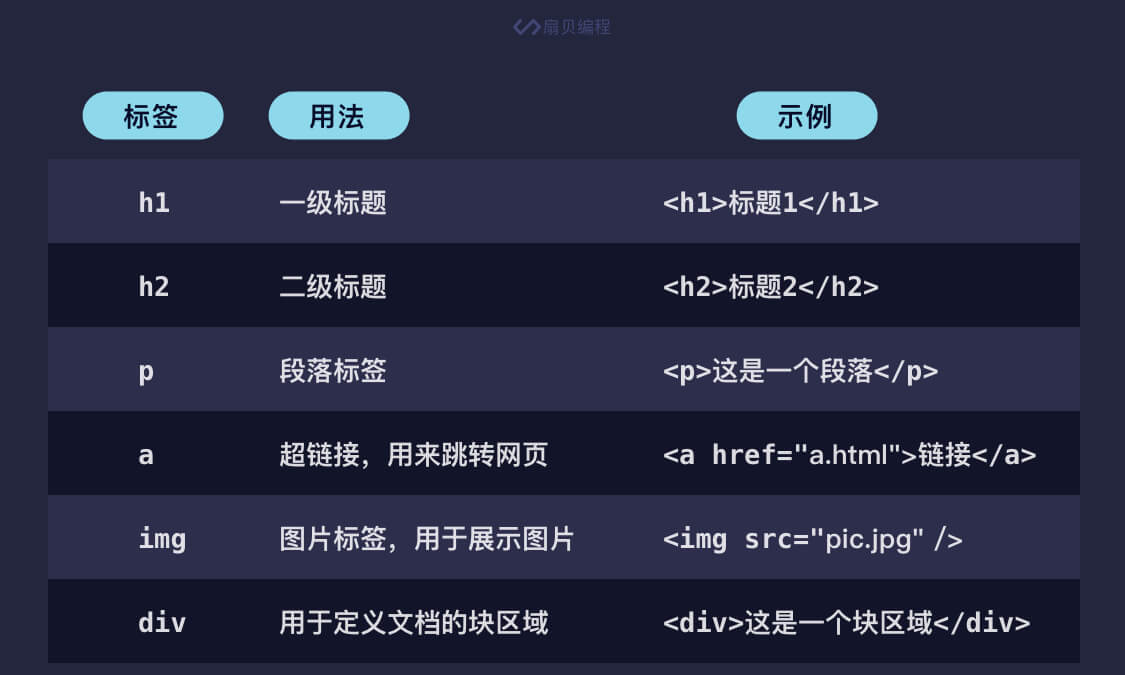 扇贝编程
标签 用法 示例
h1 一级标题 <h1>标题1</h1>
h2 二级标题 <h2>标题2</h2>
p 段落标签 <p>这是一个段落</p>
a 超链接，用来跳转网页 <a href="a.html">链接</a>
img 图片标签，用于展示图片 <img src="pic.jpg" />
div 用于定义文档的块区域 <div>这是一个块区域</div>